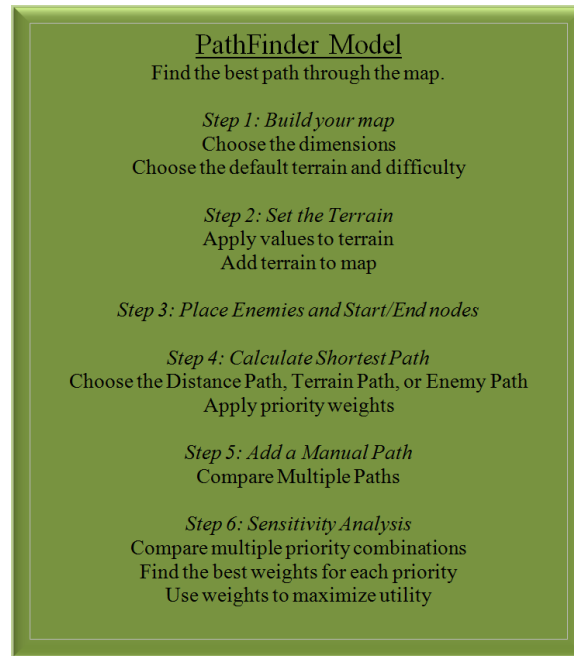 PathFinder Model
Find the best path through the map.
Step 1: Build your map
Choose the dimensions
Choose the default terrain and difficulty
Step 2: Set the Terrain
Apply values to terrain
Add terrain to map
Step 3: Place Enemies and Start/End nodes
Step 4: Calculate Shortest Path
Choose the Distance Path, Terrain Path, or Enemy Path
Apply priority weights
Step 5: Add a Manual Path
Compare Multiple Paths
Step 6: Sensitivity Analysis
Compare multiple priority combinations
Find the best weights for each priority
Use weights to maximize utility